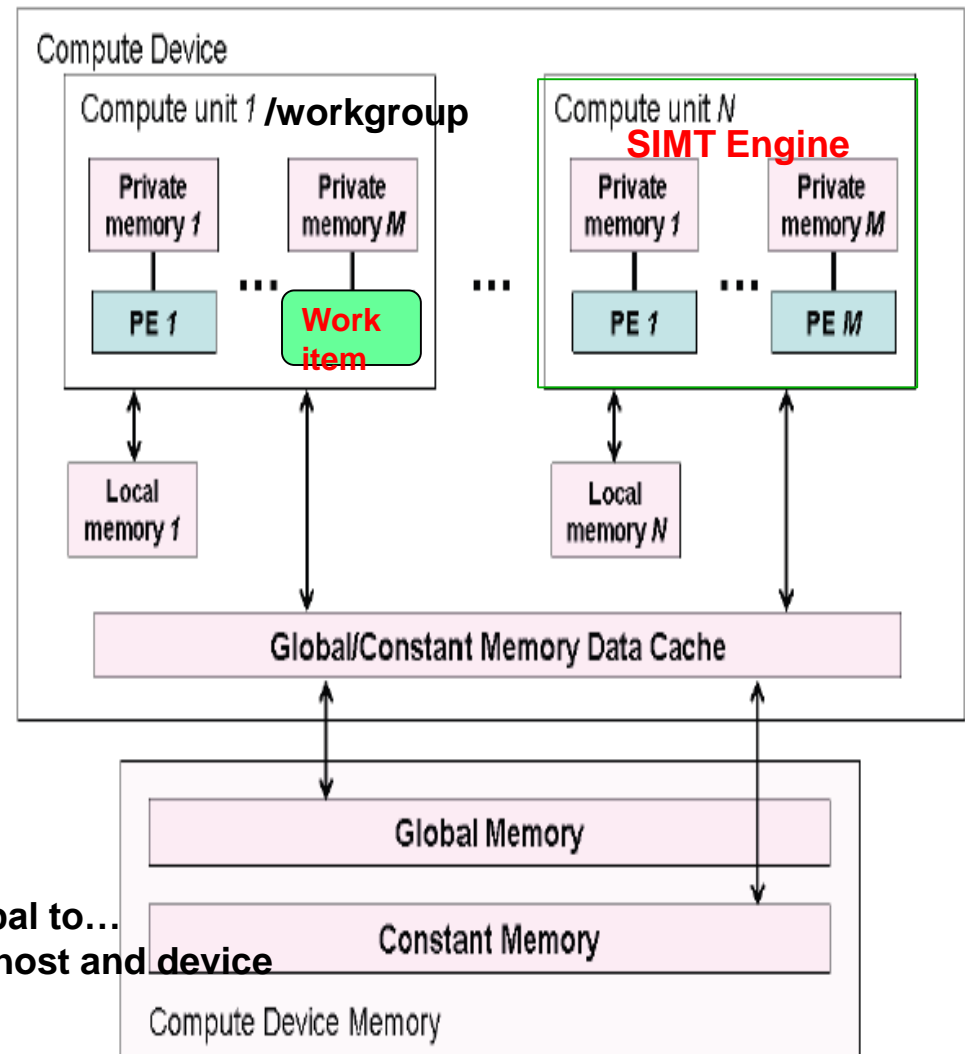 Compute Device
Compute unit 1 /workgroup
Private
memory 1
Private
memory M
...
PE 1
Work
item
...
Compute unit N
SIMT Engine
Private
memory 1
Private
memory M
...
PE 1
PE M
Local
memory 1
Local
memory N
Global/Constant Memory Data Cache
Global Memory
Constant Memory
to…
and device
Compute Device Memory